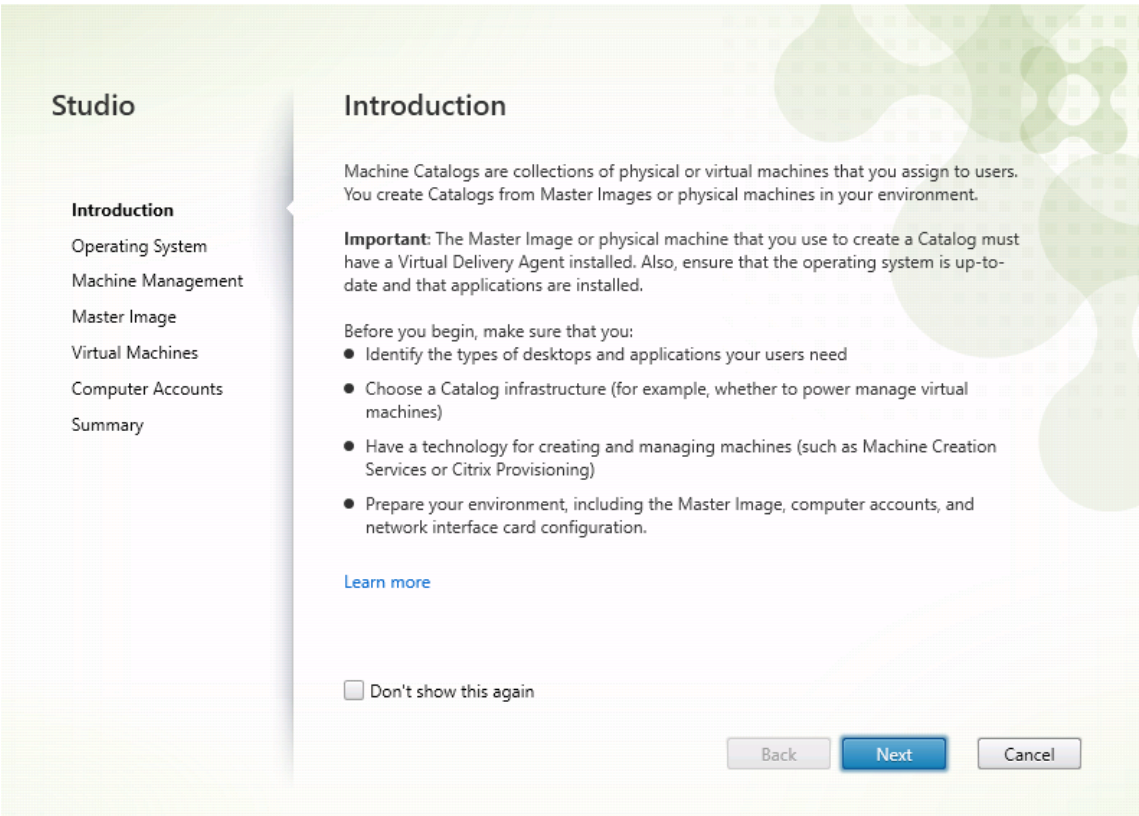 Studio
Introduction
Operating System
Machine Management
Master Image
Virtual Machines
Computer Accounts
Summary
Introduction
Machine Catalogs are collections of physical or virtual machines that you assign to users.
You create Catalogs from Master Images or physical machines in your environment.
Important: The Master Image or physical machine that you use to create a Catalog must
have a Virtual Delivery Agent installed. Also, ensure that the operating system is up-to-
date and that applications are installed.
Before you begin, make sure that you:
● Identify the types of desktops and applications your users need
● Choose a Catalog infrastructure (for example, whether to power manage virtual
machines)
● Have a technology for creating and managing machines (such as Machine Creation
Services or Citrix Provisioning)
● Prepare your environment, including the Master Image, computer accounts, and
network interface card configuration.
Learn more
Don't show this again
Back
Next
Cancel